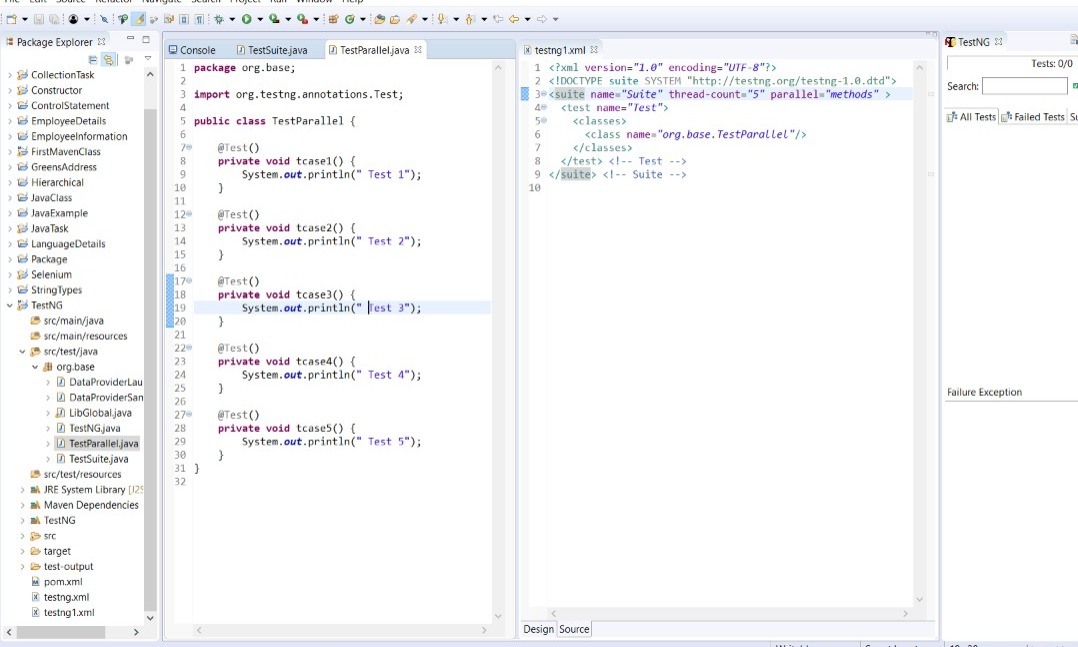 Package Explorer
CollectionTask
Constructor
ControlStatement
EmployeeDetails
EmployeeInformation
FirstMavenClass
GreensAddress
Hierarchical
JavaClass
JavaExample
JavaTask
LanguageDetails
Package
Selenium
StringTypes
TestNG
src/main/java
src/main/resources
src/test/java
org.base
DataProviderLau
DataProviderSan
LibGlobal.java
TestNG.java
TestParallel.java
TestSuite.java
src/test/resources
JRE System Library [J2S
Maven Dependencies
TestNG
src
target
test-output
pom.xml
testng.xml
testng1.xml
Console TestSuite.java TestParallel.java
1 package org.base;
2
3 import org.testng.annotations.Test;
4
5 public class TestParallel {
6
7 @Test()
8 private void tcase1() {
9 System.out.println(" Test 1");
10 }
11
12 @Test()
13 private void tcase2() {
14 System.out.println(" Test 2");
15 }
16
17 @Test()
18 private void tcase3() {
19 System.out.println(" Test 3");
20 }
21
22 @Test()
23 private void tcase4() {
24 System.out.println(" Test 4");
25 }
26
27 @Test()
28 private void tcase5() {
29 System.out.println(" Test 5");
30 }
31 }
32
testng1.xml
1 <?xml version="1.0" encoding="UTF-8"?>
2 <!DOCTYPE suite SYSTEM "http://testng.org/testng-1.0.dtd">
3 <suite name="Suite" thread-count="5" parallel="methods" >
4 <test name="Test">
5 <classes>
6 <class name="org.base.TestParallel"/>
7 </classes>
8 </test> <!-- Test -->
9 </suite> <!-- Suite -->
10
Design Source
TestNG
Tests: 0/0
Search:
All Tests Failed Tests Su
Failure Exception